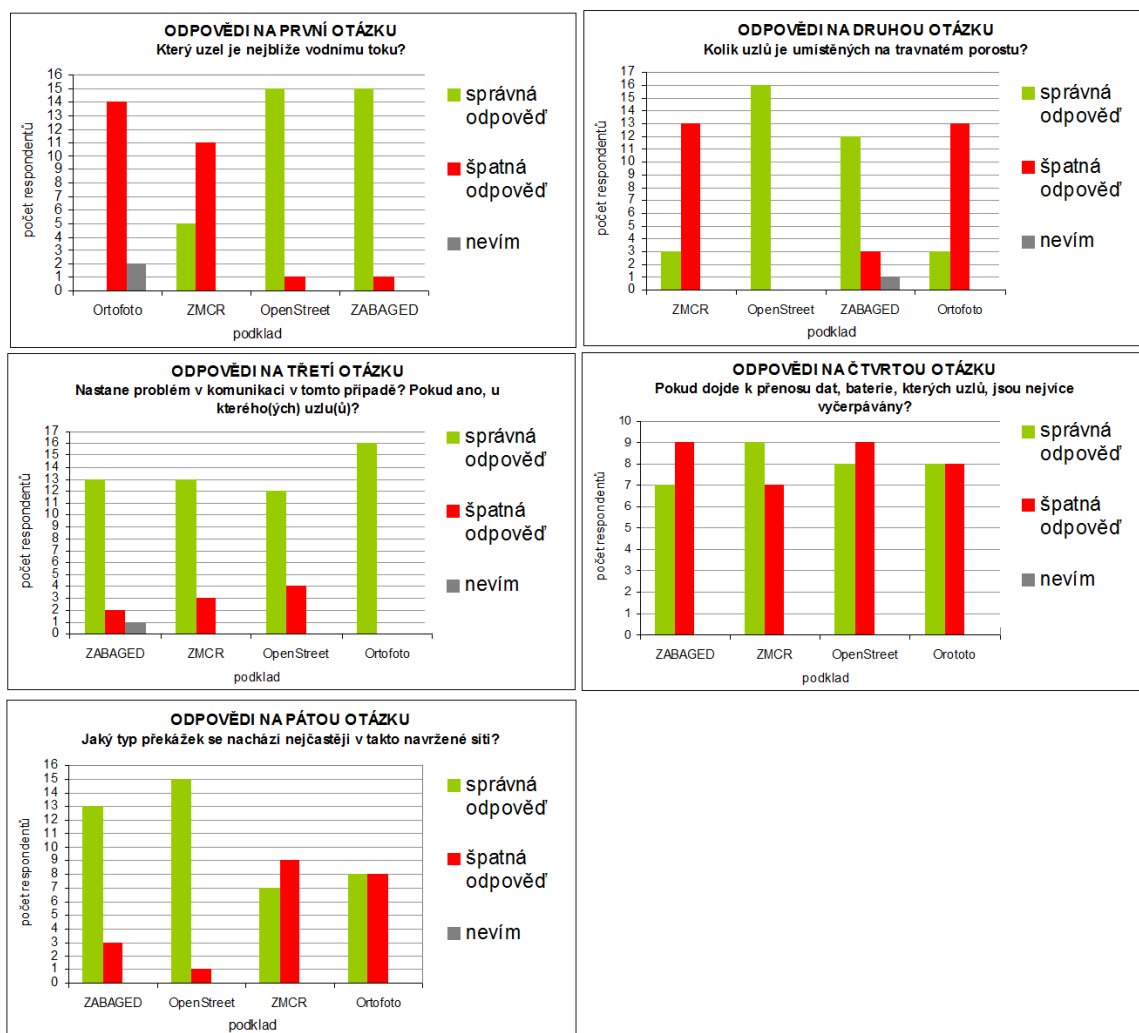 ODPOVĚDI NA PRVNÍ OTÁZKU
Který uzel je nejblíže vodnímu toku?
16
15
14
13
12
11
10
9
8
7
6
5
4
3
2
1
0
počet respondentů
Ortofoto ZMCR OpenStreet ZABAGED
podklad
správná
odpověď
špatná
odpověď
nevím
ODPOVĚDI NA DRUHOU OTÁZKU
Kolik uzlů je umístěných na travnatém porostu?
17
16
15
14
13
12
11
10
9
8
7
6
5
4
3
2
1
0
počet respondentů
ZMCR OpenStreet ZABAGED Ortofoto
podklad
správná
odpověď
špatná
odpověď
nevím
ODPOVĚDI NA TŘETÍ OTÁZKU
Nastane problém v komunikaci v tomto případě? Pokud ano, u
kterého(ých) uzlu(ů)?
17
16
15
14
13
12
11
10
9
8
7
6
5
4
3
2
1
0
počet respondentů
ZABAGED ZMCR OpenStreet Ortofoto
podklad
správná
odpověď
špatná
odpověď
nevím
ODPOVĚDI NA ČTVRTOU OTÁZKU
Pokud dojde k přenosu dat, baterie, kterých uzlů, jsou nejvíce
vyčerpávány?
10
9
8
7
6
5
4
3
2
1
0
počet respondentů
ZABAGED ZMCR OpenStreet Orototo
podklad
správná
odpověď
špatná
odpověď
nevím
ODPOVĚDI NA PÁTOU OTÁZKU
Jaký typ překážek se nachází nejčastěji v takto navržené síti?
16
15
14
13
12
11
10
9
8
7
6
5
4
3
2
1
0
počet respondentů
ZABAGED OpenStreet ZMCR Ortofoto
podklad
správná
odpověď
špatná
odpověď
nevím